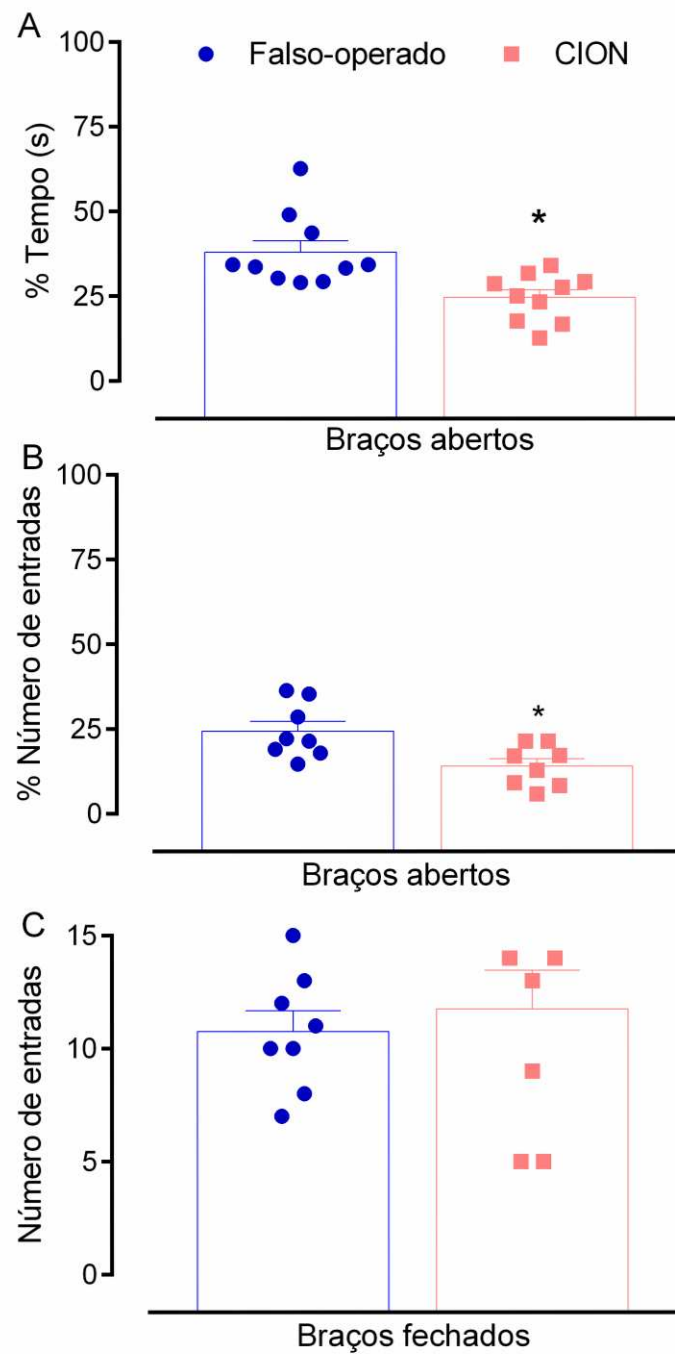 A
100
Falso-operado
CION
75
50
25
0
% Tempo (s)
*
Braços abertos
B
100
75
50
25
0
% Número de entradas
*
Braços abertos
C
15
10
5
0
Número de entradas
Braços fechados